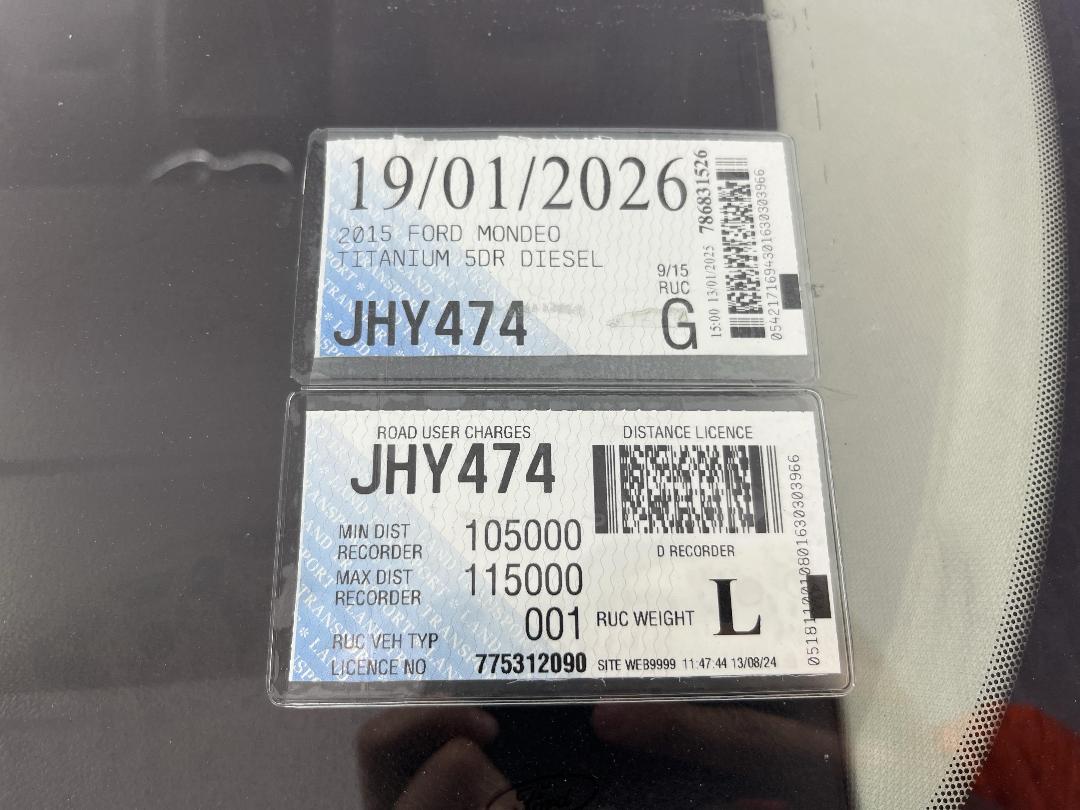 19/01/2026
2015 FORD MONDEO
TITANIUM 5DR DIESEL
9/15
RUC
JHY474
G
15:00 13/01/2025 786831526
0542171694301630303966
ROAD USER CHARGES
DISTANCE LICENCE
JHY474
MIN DIST
RECORDER
105000
D RECORDER
MAX DIST
RECORDER
115000
RUC VEH TYP
001
RUC WEIGHT
L
LICENCE NO
775312090
SITE WEB9999 11:47:44 13/08/24
Ford